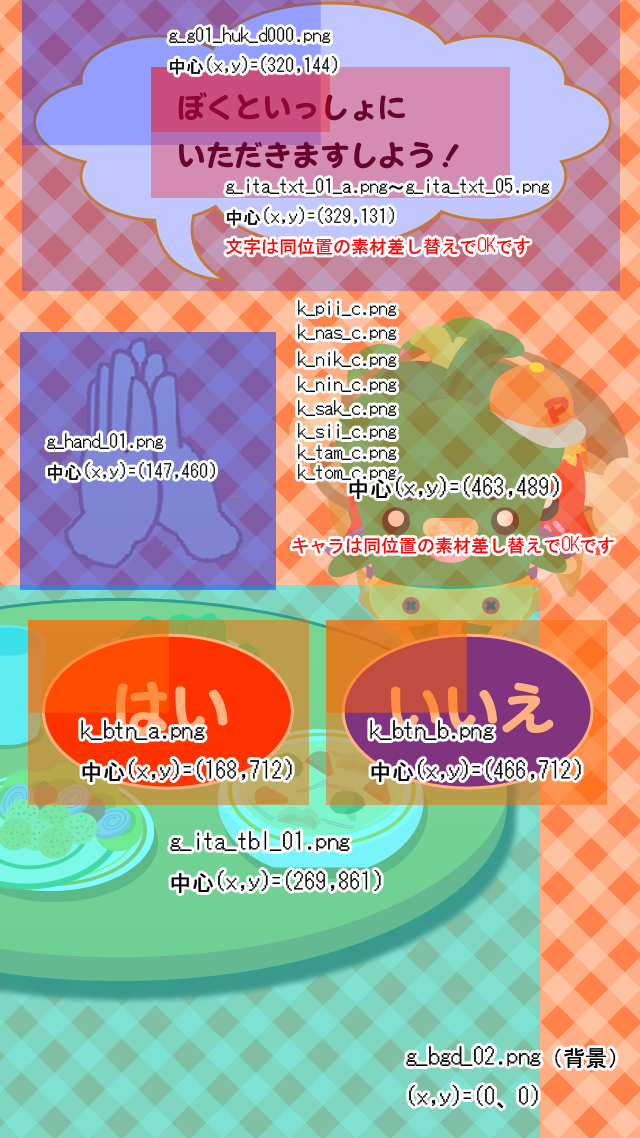 g_g01_huk_d000.png
中心(x,y)=(320,144)
ぼくといっしょに
いただきますしよう!
g_ita_txt_01_a.png～g_ita_txt_05.png
中心(x,y)=(329,131)
文字は同位置の素材差し替えでOKです
k_pii_c.png
k_nas_c.png
k_nik_c.png
k_nin_c.png
k_sak_c.png
k_sii_c.png
k_tam_c.png
k_tom_c.png
中心(x,y)=(463,489)
P
g_hand_01.png
中心(x,y)=(147,460)
キャラは同位置の素材差し替えでOKです
はい
k_btn_a.png
中心(x,y)=(168,712)
いいえ
k_btn_b.png
中心(x,y)=(466,712)
g_ita_tbl_01.png
中心(x,y)=(269,861)
g_bgd_02.png（背景）
(x,y)=(0、0)